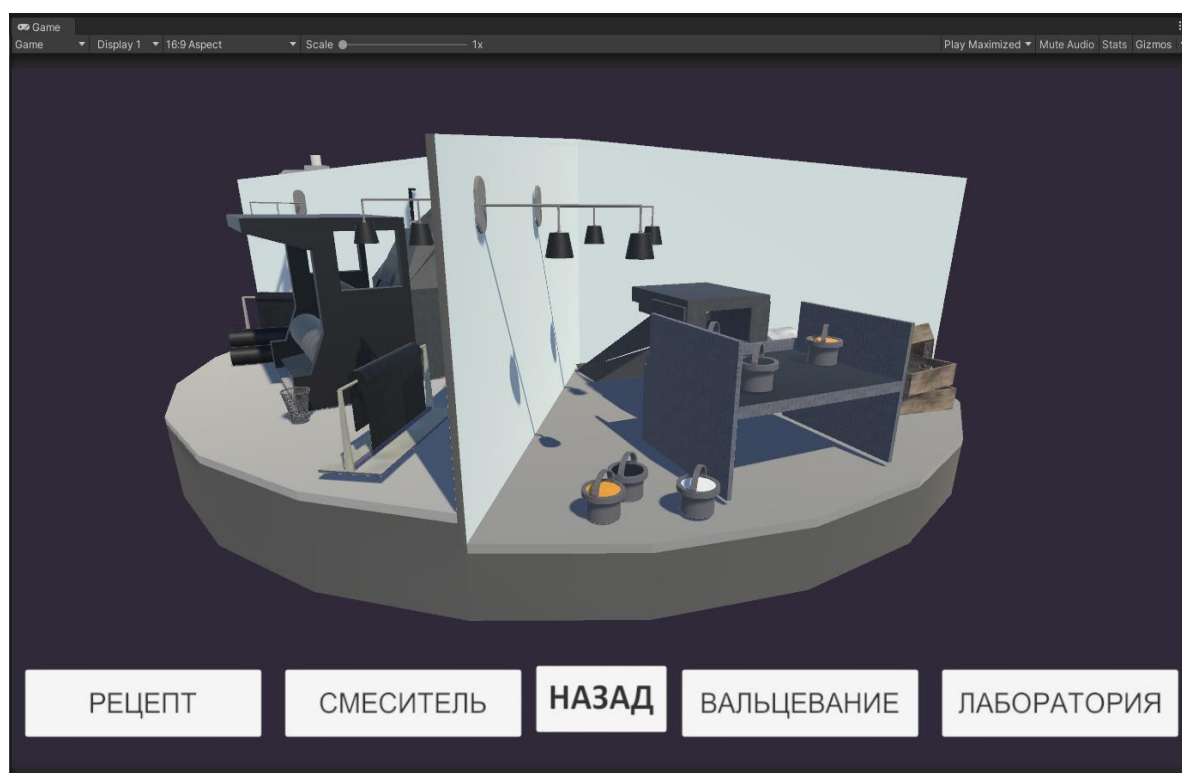 Game
Game Display 1 16:9 Aspect Scale 1x Play Maximized Mute Audio Stats Gizmos
РЕЦЕПТ СМЕСИТЕЛЬ НАЗАД ВАЛЬЦЕВАНИЕ ЛАБОРАТОРИЯ